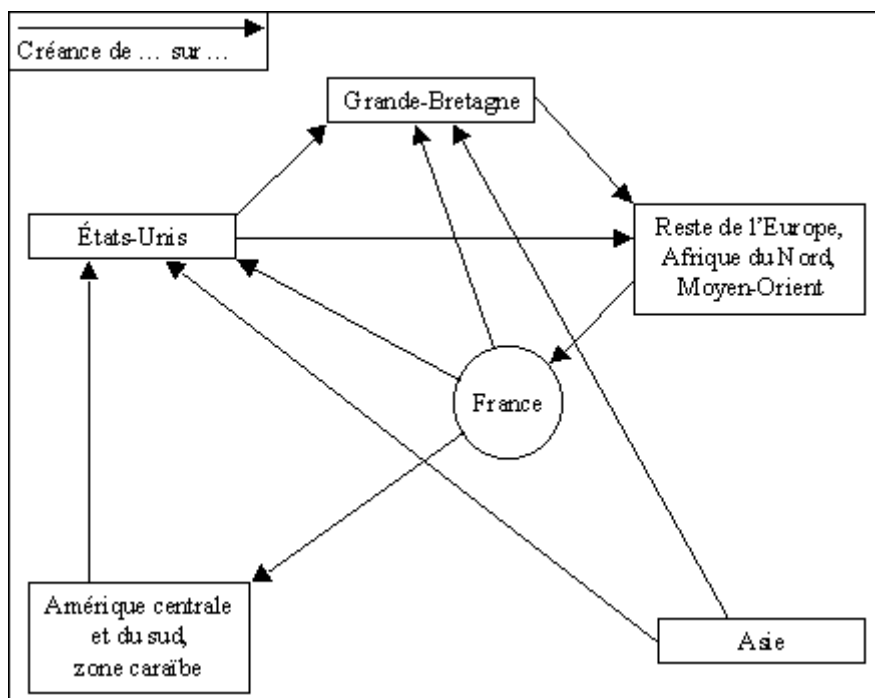 Créance de ... sur ...
Grande-Bretagne
États-Unis
Reste de l'Europe,
Afrique du Nord,
Moyen-Orient
France
Amérique centrale
et du sud,
zone caraïbe
Asie